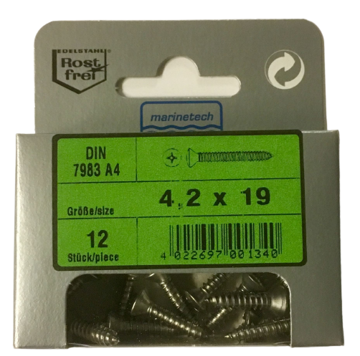 EDELSTAHL
Rost
frei
marinetech
DIN
7983 A4
4,2 x 19
Größe/size
12
Stück/piece
4 022697 001340